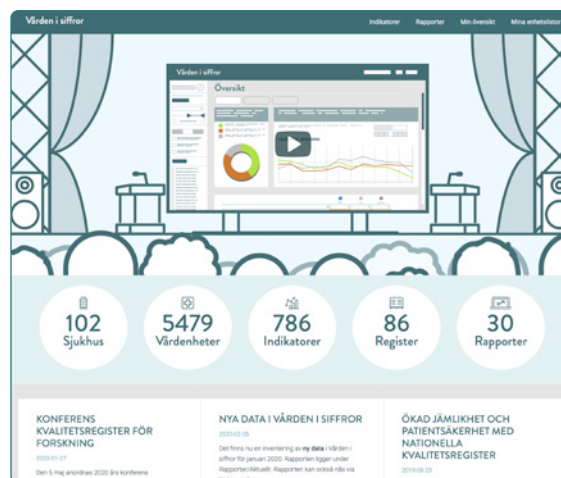 Vården i siffror
Indikatorer Rapporter Min översikt Mina enhetslistor
Vården i siffror
Översikt
102
Sjukhus
5479
Vårdenheter
786
Indikatorer
86
Register
30
Rapporter
KONFERENS
KVALITETSREGISTER FÖR
FORSKNING
2020-01-27
Den 5 maj anordnas 2020 års konferens
NYA DATA I VÅRDEN I SIFFROR
2020-02-05
Det finns nu en inventering av ny data i Vården i
siffror för januari 2020. Rapporten ligger under
Rapporter/Aktuellt. Rapporten kan också nås via
ÖKAD JÄMLIKHET OCH
PATIENTSÄKERHET MED
NATIONELLA
KVALITETSREGISTER
2019-08-25